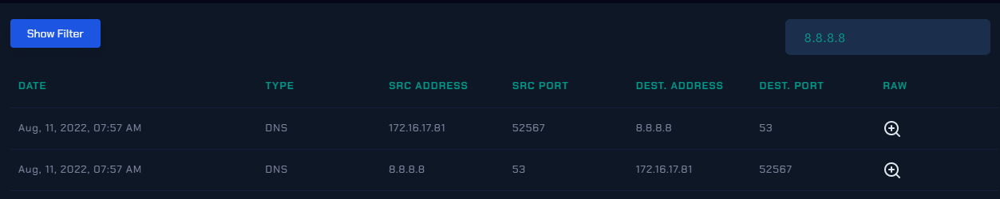 Show Filter
8.8.8.8
DATE TYPE SRC ADDRESS SRC PORT DEST. ADDRESS DEST. PORT RAW
Aug, 11, 2022, 07:57 AM DNS 172.16.17.81 52567 8.8.8.8 53
Aug, 11, 2022, 07:57 AM DNS 8.8.8.8 53 172.16.17.81 52567